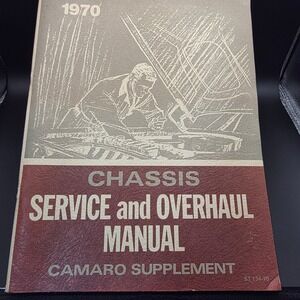 1970
CHASSIS
SERVICE and OVERHAUL
MANUAL
CAMARO SUPPLEMENT